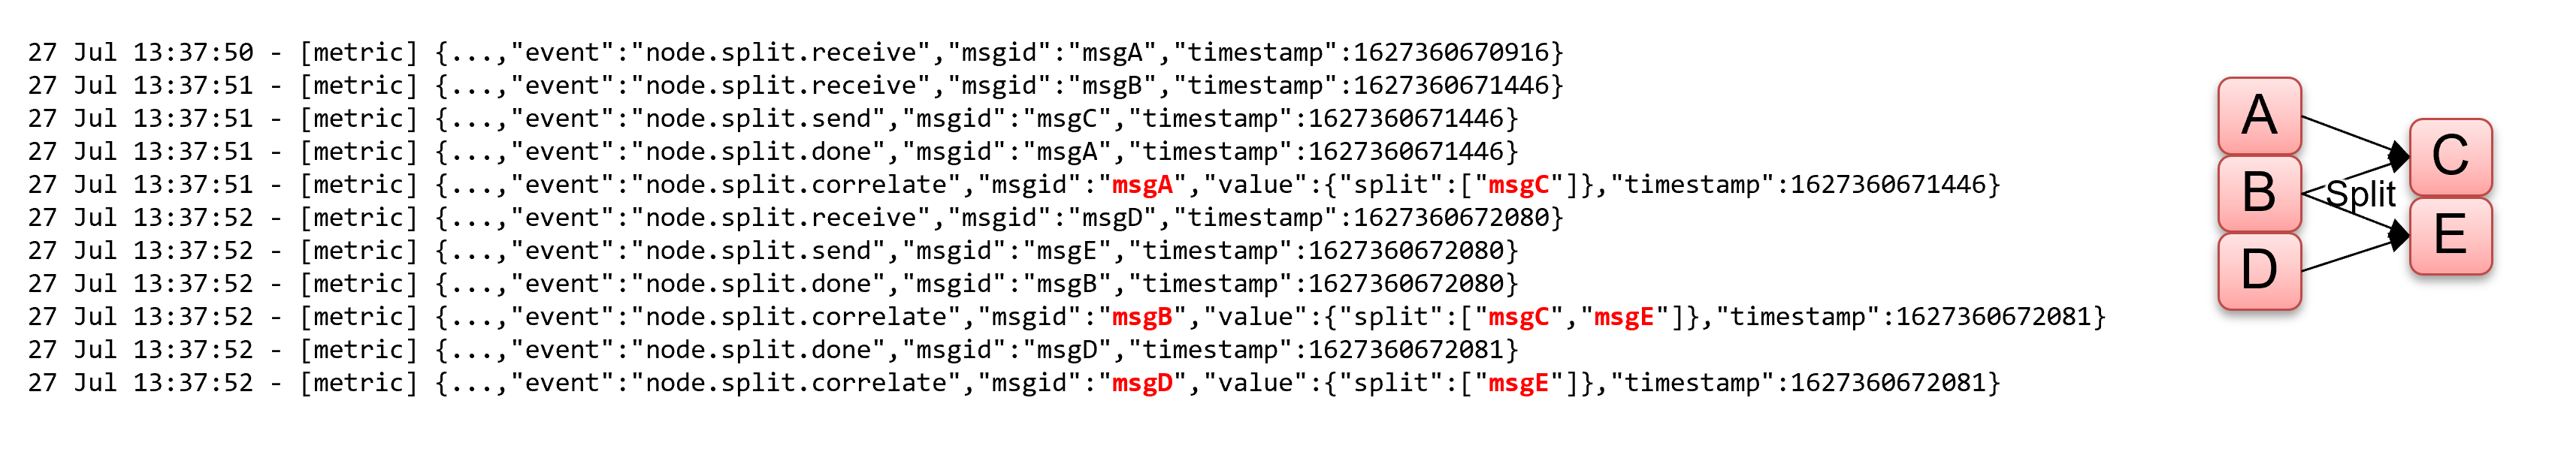 27 Jul 13:37:50 - [metric] {...,"event":"node.split.receive","msgid":"msgA","timestamp":1627360670916}
27 Jul 13:37:51 - [metric] {...,"event":"node.split.receive","msgid":"msgB","timestamp":1627360671446}
27 Jul 13:37:51 - [metric] {...,"event":"node.split.send","msgid":"msgC","timestamp":1627360671446}
27 Jul 13:37:51 - [metric] {...,"event":"node.split.done","msgid":"msgA","timestamp":1627360671446}
27 Jul 13:37:51 - [metric] {...,"event":"node.split.correlate","msgid":"msgA","value":{"split":["msgC"]},"timestamp":1627360671446}
27 Jul 13:37:52 - [metric] {...,"event":"node.split.receive","msgid":"msgD","timestamp":1627360672080}
27 Jul 13:37:52 - [metric] {...,"event":"node.split.send","msgid":"msgE","timestamp":1627360672080}
27 Jul 13:37:52 - [metric] {...,"event":"node.split.done","msgid":"msgB","timestamp":1627360672080}
27 Jul 13:37:52 - [metric] {...,"event":"node.split.correlate","msgid":"msgB","value":{"split":["msgC","msgE"]},"timestamp":1627360672081}
27 Jul 13:37:52 - [metric] {...,"event":"node.split.done","msgid":"msgD","timestamp":1627360672081}
27 Jul 13:37:52 - [metric] {...,"event":"node.split.correlate","msgid":"msgD","value":{"split":["msgE"]},"timestamp":1627360672081}
A
B
D
Split
C
E